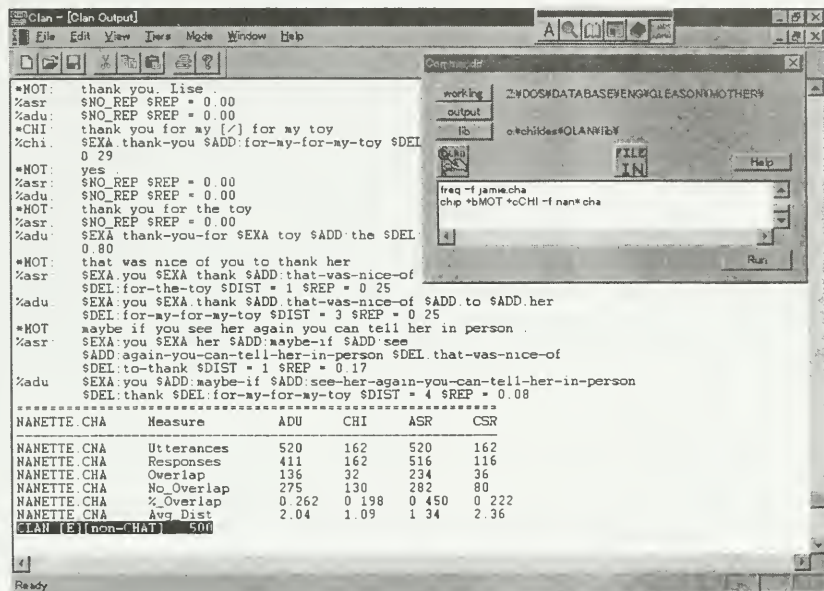 Clan - [Clan Output]
File Edit View Tiers Mode Window Help
*MOT: thank you. Lise .
%asr $NO_REP $REP = 0.00
%adu: $NO_REP $REP = 0.00
*CHI: thank you for my [/] for my toy
%chi. $EXA.thank-you $ADD:for-my-for-my-toy $DEL
0 29
*MOT: yes .
%asr: $NO_REP $REP = 0.00
%adu: $NO_REP $REP = 0.00
*MOT: thank you for the toy
%asr. $NO_REP $REP = 0.00
%adu: $EXA thank-you-for $EXA toy $ADD the $DEL
0.80
*MOT: that was nice of you to thank her
%asr: $EXA.you $EXA thank $ADD:that-was-nice-of
$DEL:for-the-toy $DIST = 1 $REP = 0 25
%adu. $EXA:you $EXA.thank $ADD:that-was-nice-of $ADD.to $ADD.her
$DEL:for-my-for-my-toy $DIST = 3 $REP = 0 25
*MOT maybe if you see her again you can tell her in person .
%asr: $EXA:you $EXA her $ADD:maybe-if $ADD see
$ADD:again-you-can-tell-her-in-person $DEL.that-was-nice-of
$DEL:to-thank $DIST = 1 $REP = 0.17
%adu $EXA:you $ADD:maybe-if $ADD:see-her-again-you-can-tell-her-in-person
$DEL:thank $DEL:for-my-for-my-toy $DIST = 4 $REP = 0.08
NANETTE.CHA Measure ADU CHI ASR CSR
NANETTE.CHA Utterances 520 162 520 162
NANETTE.CHA Responses 411 162 516 116
NANETTE.CHA Overlap 136 32 234 36
NANETTE.CHA No_Overlap 275 130 282 80
NANETTE.CHA %_Overlap 0.262 0 198 0 450 0 222
NANETTE CHA Avg_Dist 2.04 1.09 1 34 2.36
CLAN [E][non-CHAT] 500
Ready
working Z:¥DOS¥DATABASE¥ENG¥GLEASON¥MOTHER¥
output
lib o:¥childes¥CLAN¥lib¥
FILE IN
Help
freq -f jamie.cha
chip +bMOT +cCHI -f nan*.cha
Run